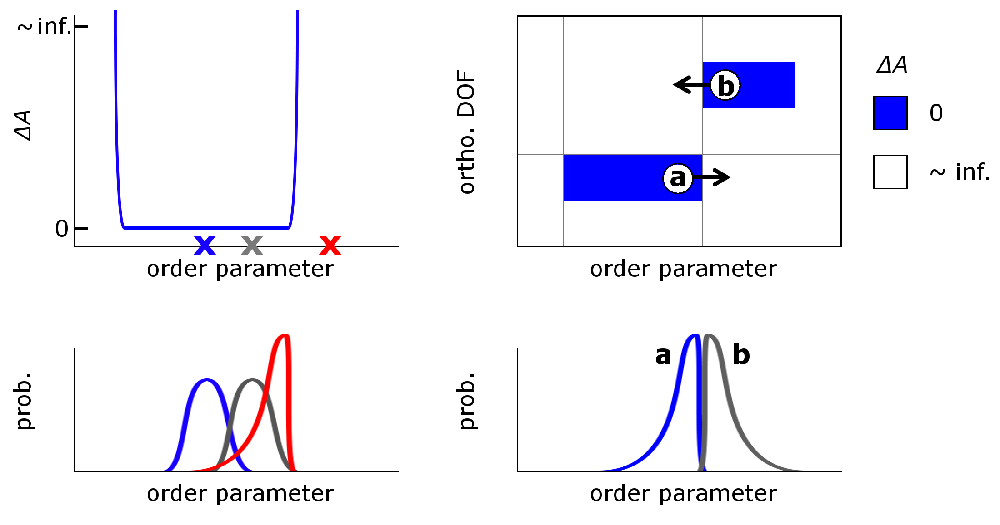 ~ inf.
0
ΔA
x x x
order parameter
ortho. DOF
b
a
order parameter
ΔA
0
~ inf.
prob.
order parameter
prob.
a b
order parameter